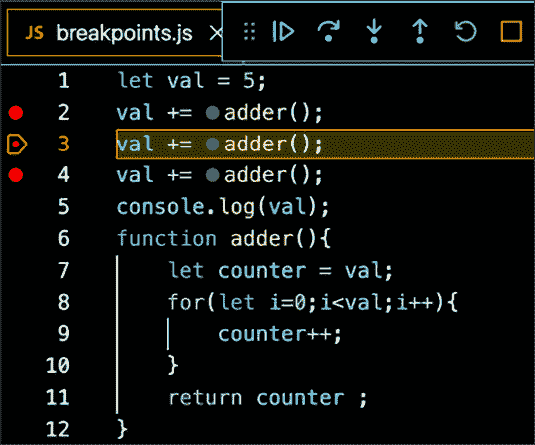 JS breakpoints.js
1 let val = 5;
2 val += adder();
3 val += adder();
4 val += adder();
5 console.log(val);
6 function adder(){
7 let counter = val;
8 for(let i=0;i<val;i++){
9 counter++;
10 }
11 return counter ;
12 }